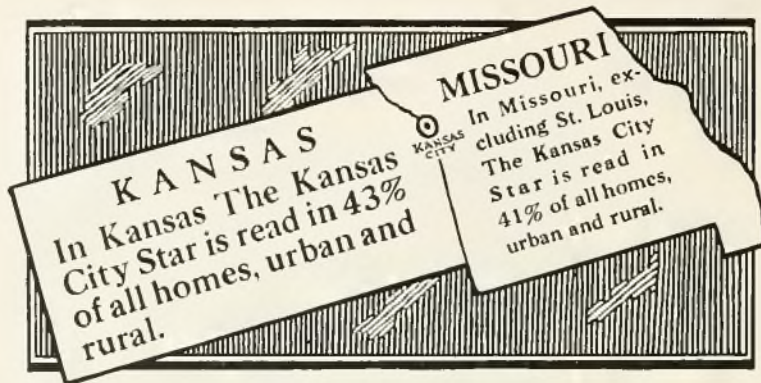 KANSAS
In Kansas The Kansas
City Star is read in 43%
of all homes, urban and
rural.
KANSAS
CITY
MISSOURI
In Missouri, ex-
cluding St. Louis,
The Kansas City
Star is read in
41% of all homes,
urban and rural.